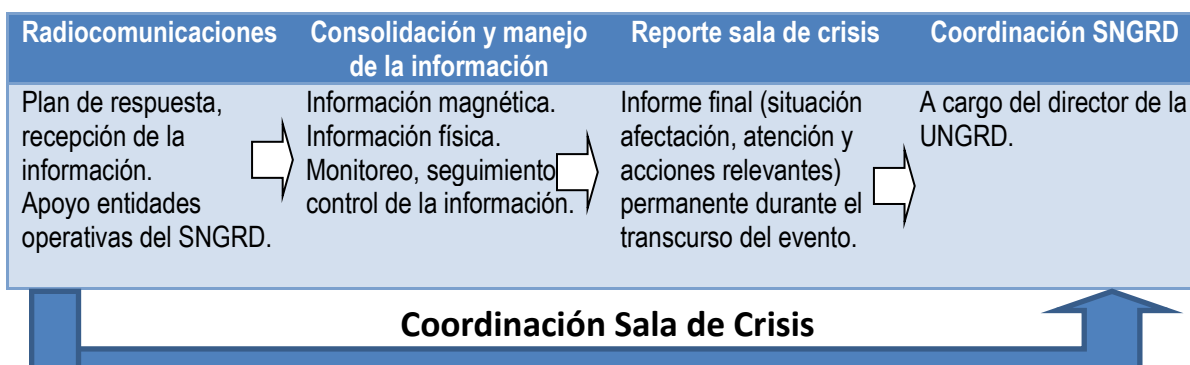 Radiocomunicaciones
Consolidación y manejo
de la información
Reporte sala de crisis
Coordinación SNGRD
Plan de respuesta,
recepción de la
información.
Apoyo entidades
operativas del SNGRD.
Información magnética.
Información física.
Monitoreo, seguimiento
control de la información.
Informe final (situación
afectación, atención y
acciones relevantes)
permanente durante el
transcurso del evento.
A cargo del director de la
UNGRD.
Coordinación Sala de Crisis